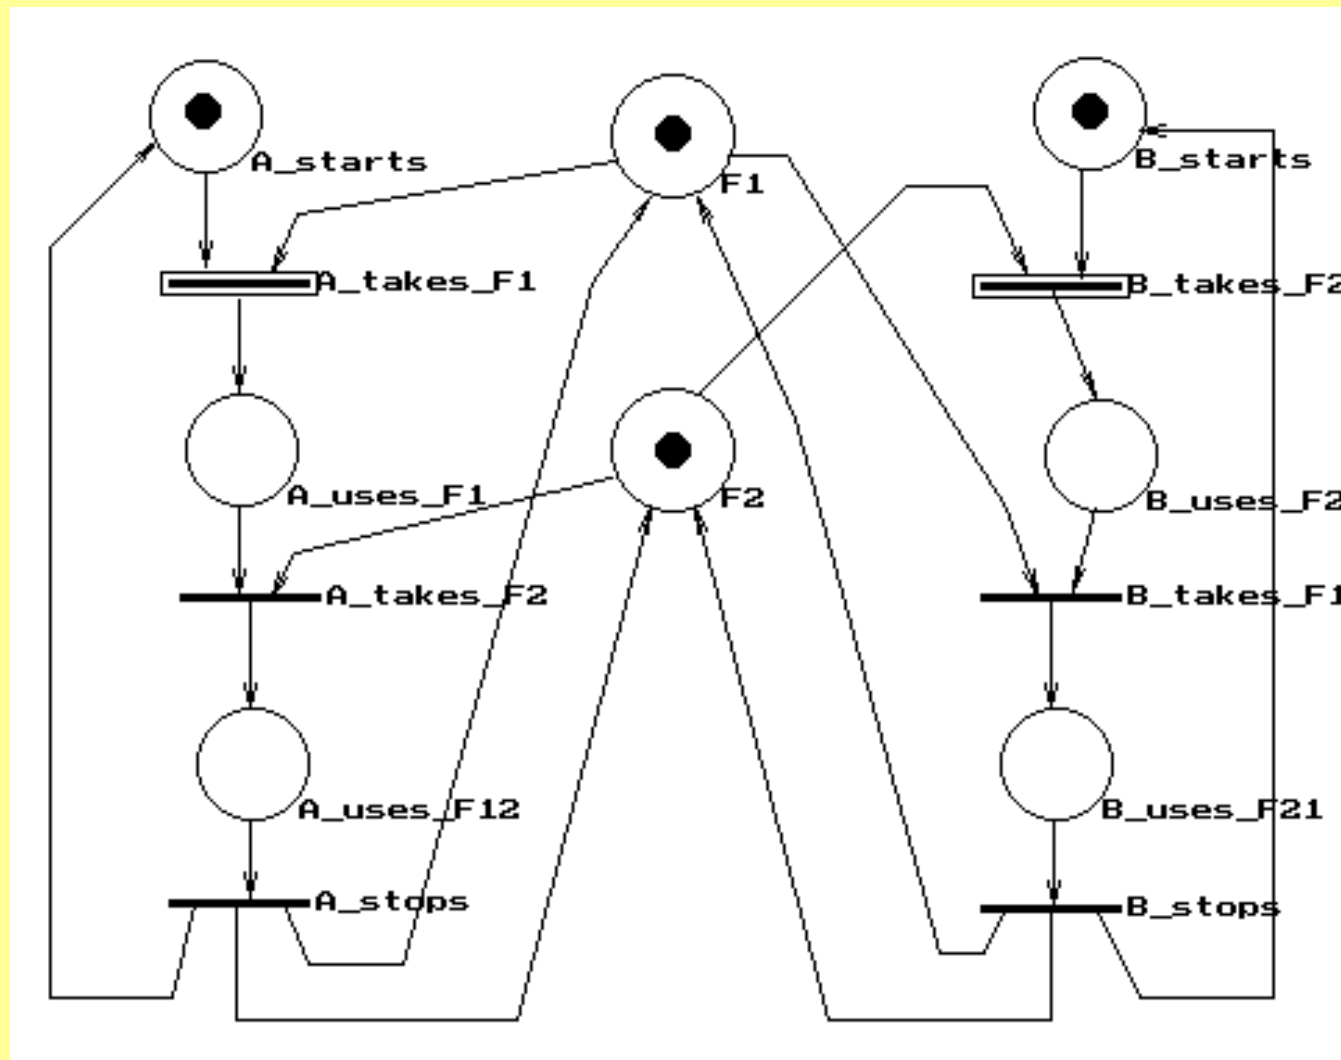 A_starts
F1
B_starts
A_takes_F1
B_takes_F2
A_uses_F1
F2
B_uses_F2
A_takes_F2
B_takes_F1
A_uses_F12
B_uses_F21
A_stops
B_stops